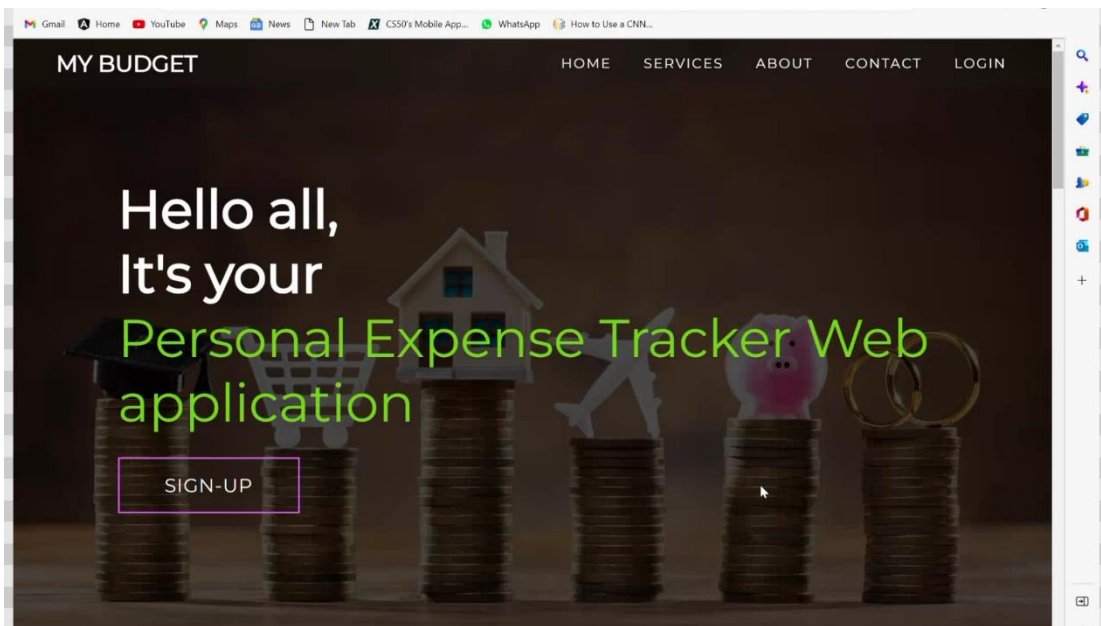 Gmail Home YouTube Maps News New Tab CS50's Mobile App... WhatsApp How to Use a CNN...
MY BUDGET HOME SERVICES ABOUT CONTACT LOGIN
Hello all,
It's your
Personal Expense Tracker Web
application
SIGN-UP